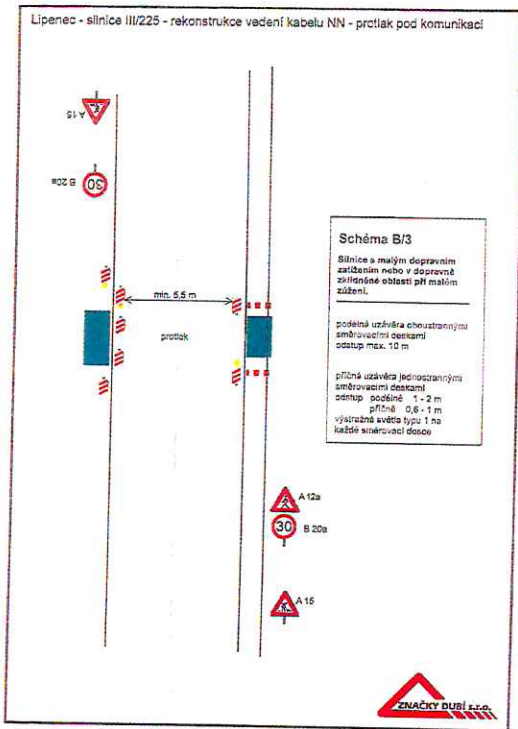 Lipenec - silnice III/225 - rekonstrukce vedení kabelu NN - protlak pod komunikací
A 15
B 20a
30
min. 5,5 m
protlak
Schéma B/3
Silnice s malým dopravním
zatížením nebo v dopravně
zklidněné oblasti při malém
zúžení.
podélná uzávěra oboustrannými
směrovacími deskami
odstup max. 10 m
příčná uzávěra jednostrannými
směrovacími deskami
odstup podélně 1 - 2 m
příčně 0,6 - 1 m
výstražná světla typu 1 na
každé směrovací desce
A 12a
30
B 20a
A 15
ZNAČKY DUBÍ s.r.o.